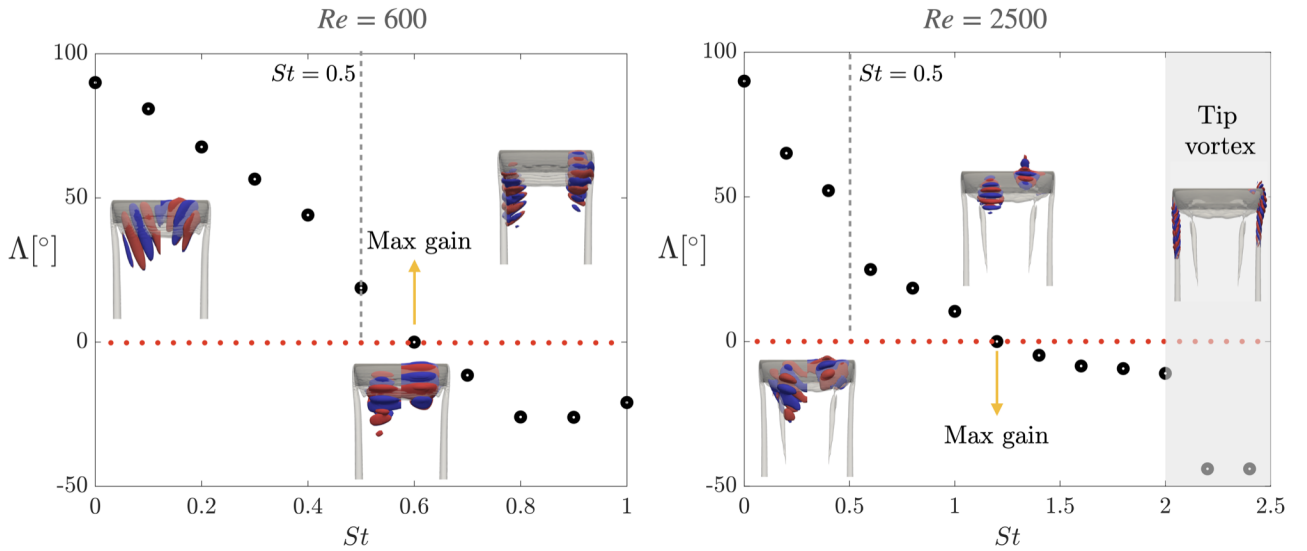 Re = 600
100
50
0
-50
Λ[°]
St = 0.5
Max gain
0
0.2
0.4
0.6
0.8
1
St
Re = 2500
100
50
0
-50
Λ[°]
St = 0.5
Tip
vortex
Max gain
0
0.5
1
1.5
2
2.5
St